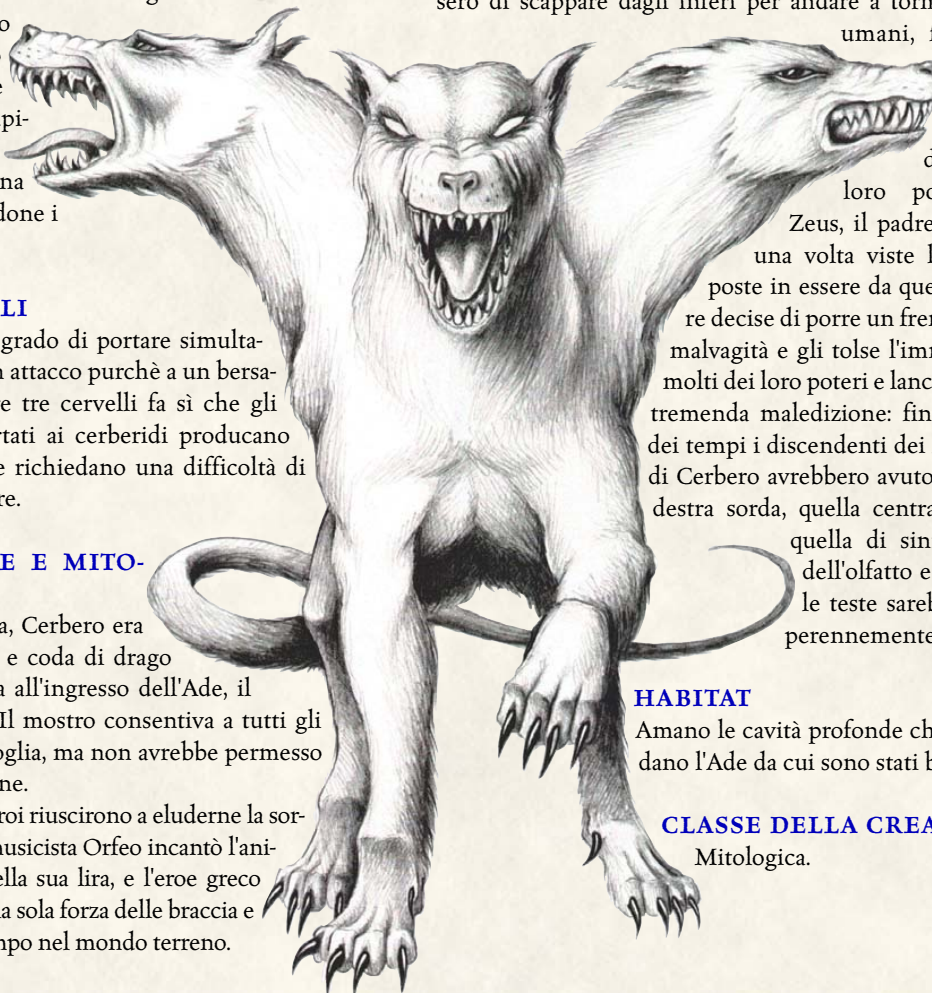 o
e
pi-
na
done i
LI
grado di portare simulta-
n attacco purchè a un bersa-
e tre cervelli fa sì che gli
rtati ai cerberidi producano
e richiedano una difficoltà di
re.
E E MITO-
a, Cerbero era
e coda di drago
a all'ingresso dell'Ade, il
Il mostro consentiva a tutti gli
oglia, ma non avrebbe permesso
ne.
roi riuscirono a eluderne la sor-
musicista Orfeo incantò l'ani-
ella sua lira, e l'eroe greco
la sola forza delle braccia e
mpo nel mondo terreno.
sero di scappare dagli Inferi per andare a torm
umani, f
d
loro po
Zeus, il padre
una volta viste l
poste in essere da que
re decise di porre un fren
malvagità e gli tolse l'imm
molti dei loro poteri e lanc
tremenda maledizione: fin
dei tempi i discendenti dei
di Cerbero avrebbero avuto
destra sorda, quella centra
quella di sin
dell'olfatto e
le teste sareb
perennemente
HABITAT
Amano le cavità profonde ch
dano l'Ade da cui sono stati b
CLASSE DELLA CREA
Mitologica.